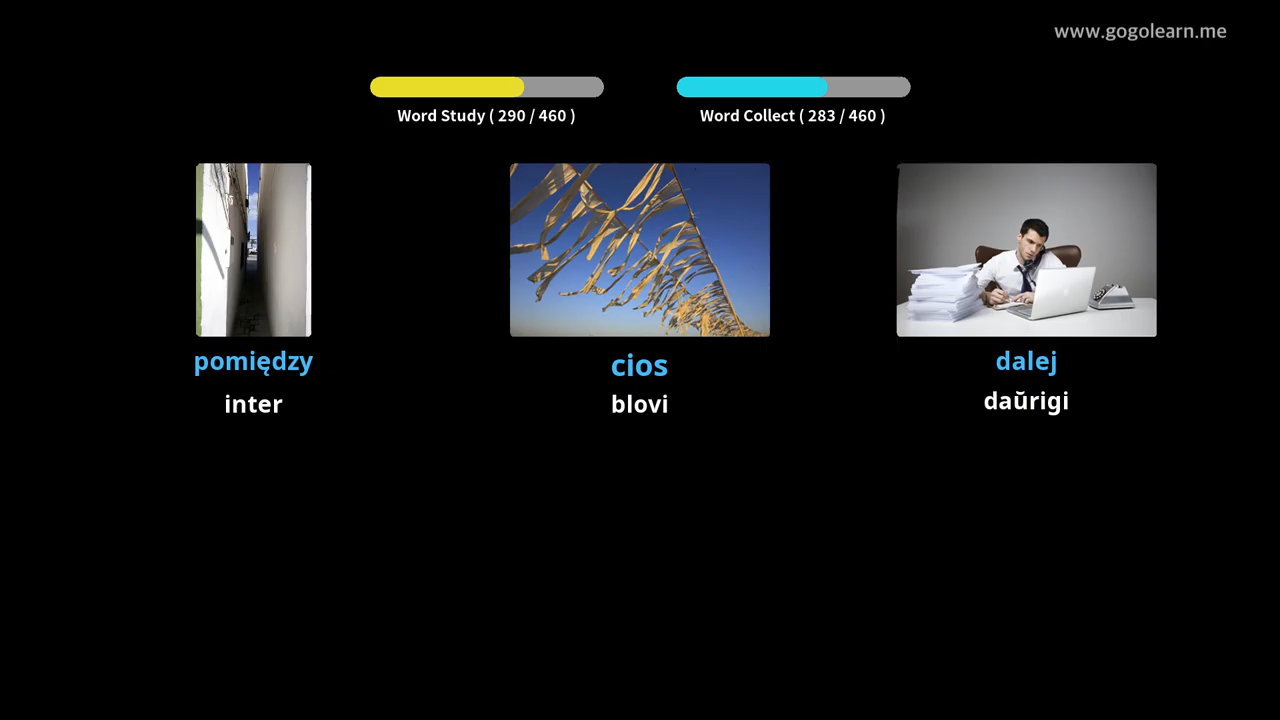 www.gogolearn.me
Word Study ( 290 / 460 )
Word Collect ( 283 / 460 )
pomiędzy
inter
cios
blovi
dalej
daŭrigi